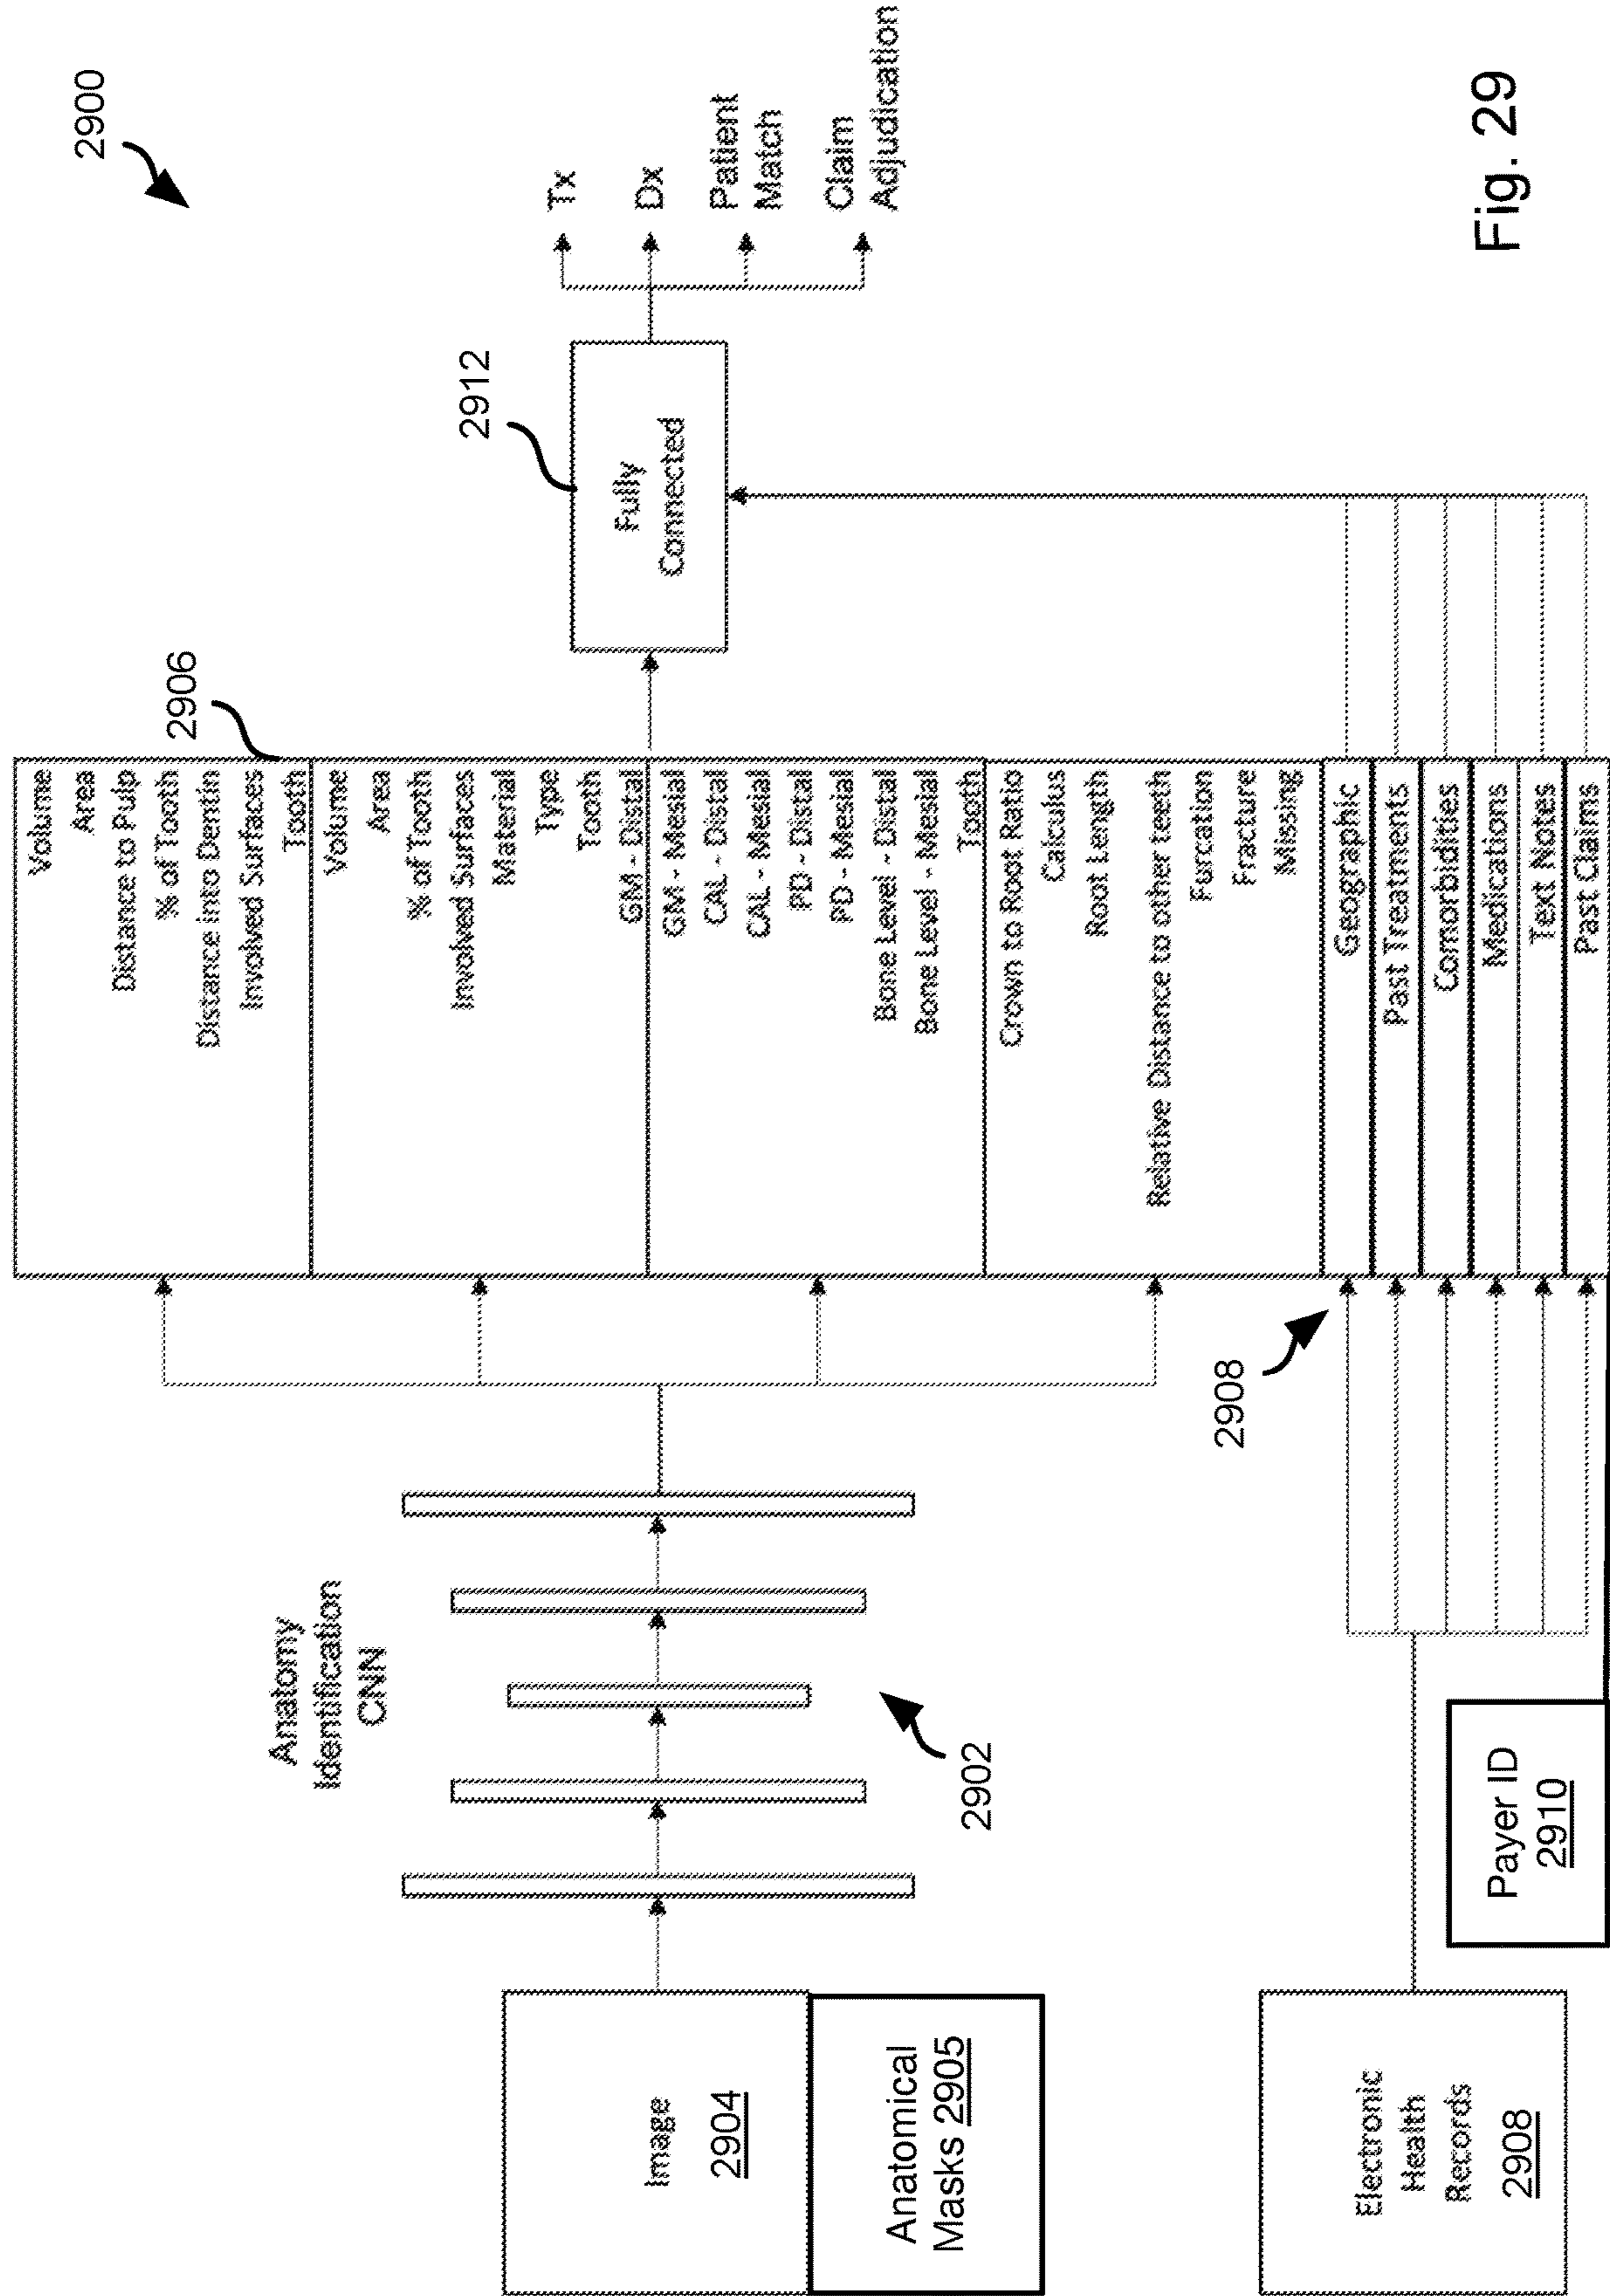 2900
Anatomy
Identification
CNN
2902
Image
2904
Anatomical
Masks 2905
2906
Volume
Area
Distance to Pulp
% of Tooth
Distance into Dentin
Involved Surfaces
Tooth
Volume
Area
% of Tooth
Involved Surfaces
Material
Type
Tooth
GM - Distal
GM - Mesial
CAL - Distal
CAL - Mesial
PD - Distal
PD - Mesial
Bone Level - Distal
Bone Level - Mesial
Tooth
Crown to Root Ratio
Calculus
Root Length
Relative Distance to other teeth
Furcation
Fracture
Missing
Geographic
Past Treatments
Comorbidities
Medications
Text Notes
Past Claims
2912
Fully
Connected
Tx
Dx
Patient
Match
Claim
Adjudication
2908
Electronic
Health
Records
2908
Payer ID
2910
Fig. 29